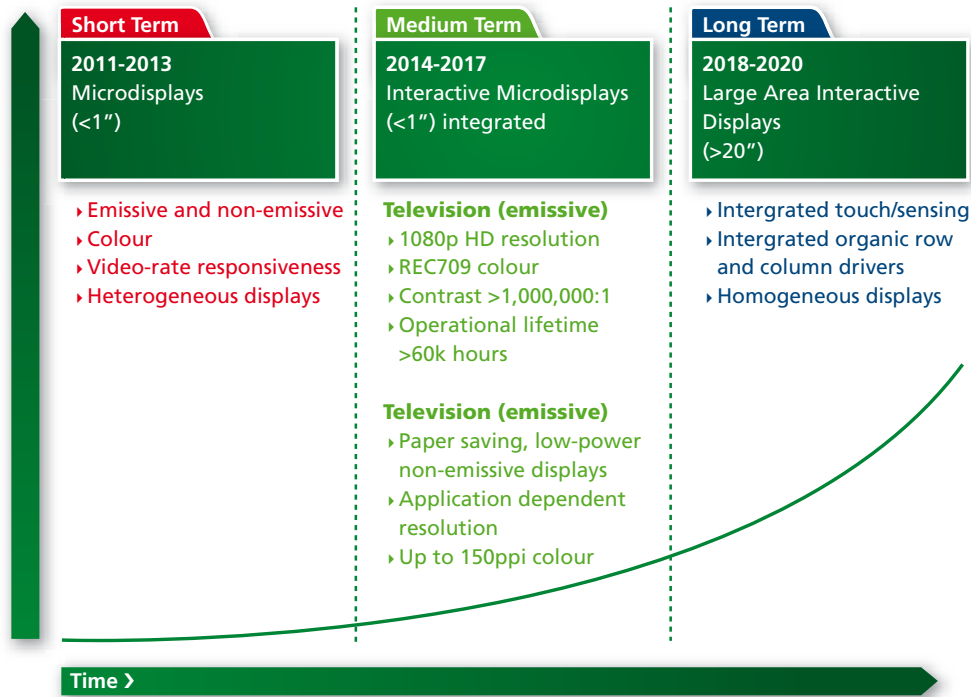 Short Term
2011-2013
Microdisplays
(<1”)
Emissive and non-emissive
Colour
Video-rate responsiveness
Heterogeneous displays
Medium Term
2014-2017
Interactive Microdisplays
(<1”) integrated
Television (emissive)
1080p HD resolution
REC709 colour
Contrast >1,000,000:1
Operational lifetime
>60k hours
Television (emissive)
Paper saving, low-power
non-emissive displays
Application dependent
resolution
Up to 150ppi colour
Long Term
2018-2020
Large Area Interactive
Displays
(>20”)
Intergrated touch/sensing
Intergrated organic row
and column drivers
Homogeneous displays
Time ›